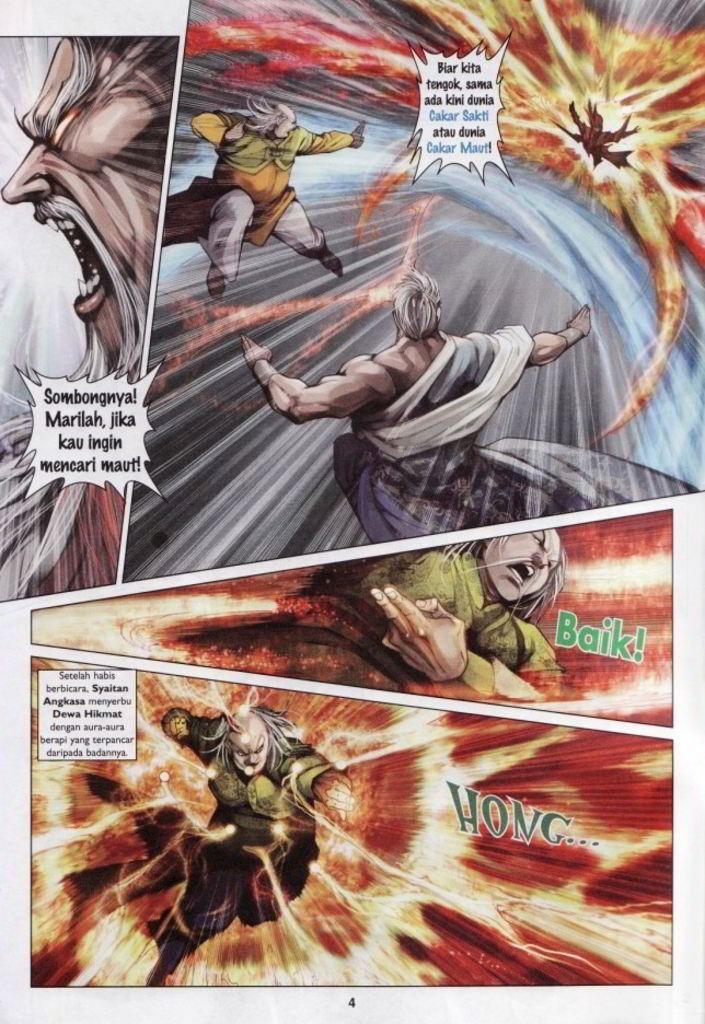 Sombongnya!
Marilah, jika
kau ingin
mencari maut!
Biar kita
tengok, sama
ada kini dunia
Cakar Sakti
atau dunia
Cakar Maut!
Baik!
Setelah habis
berbicara, Syaitan
Angkasa menyerbu
Dewa Hikmat
dengan aura-aura
berapi yang terpancar
daripada badannya.
HONG...
4